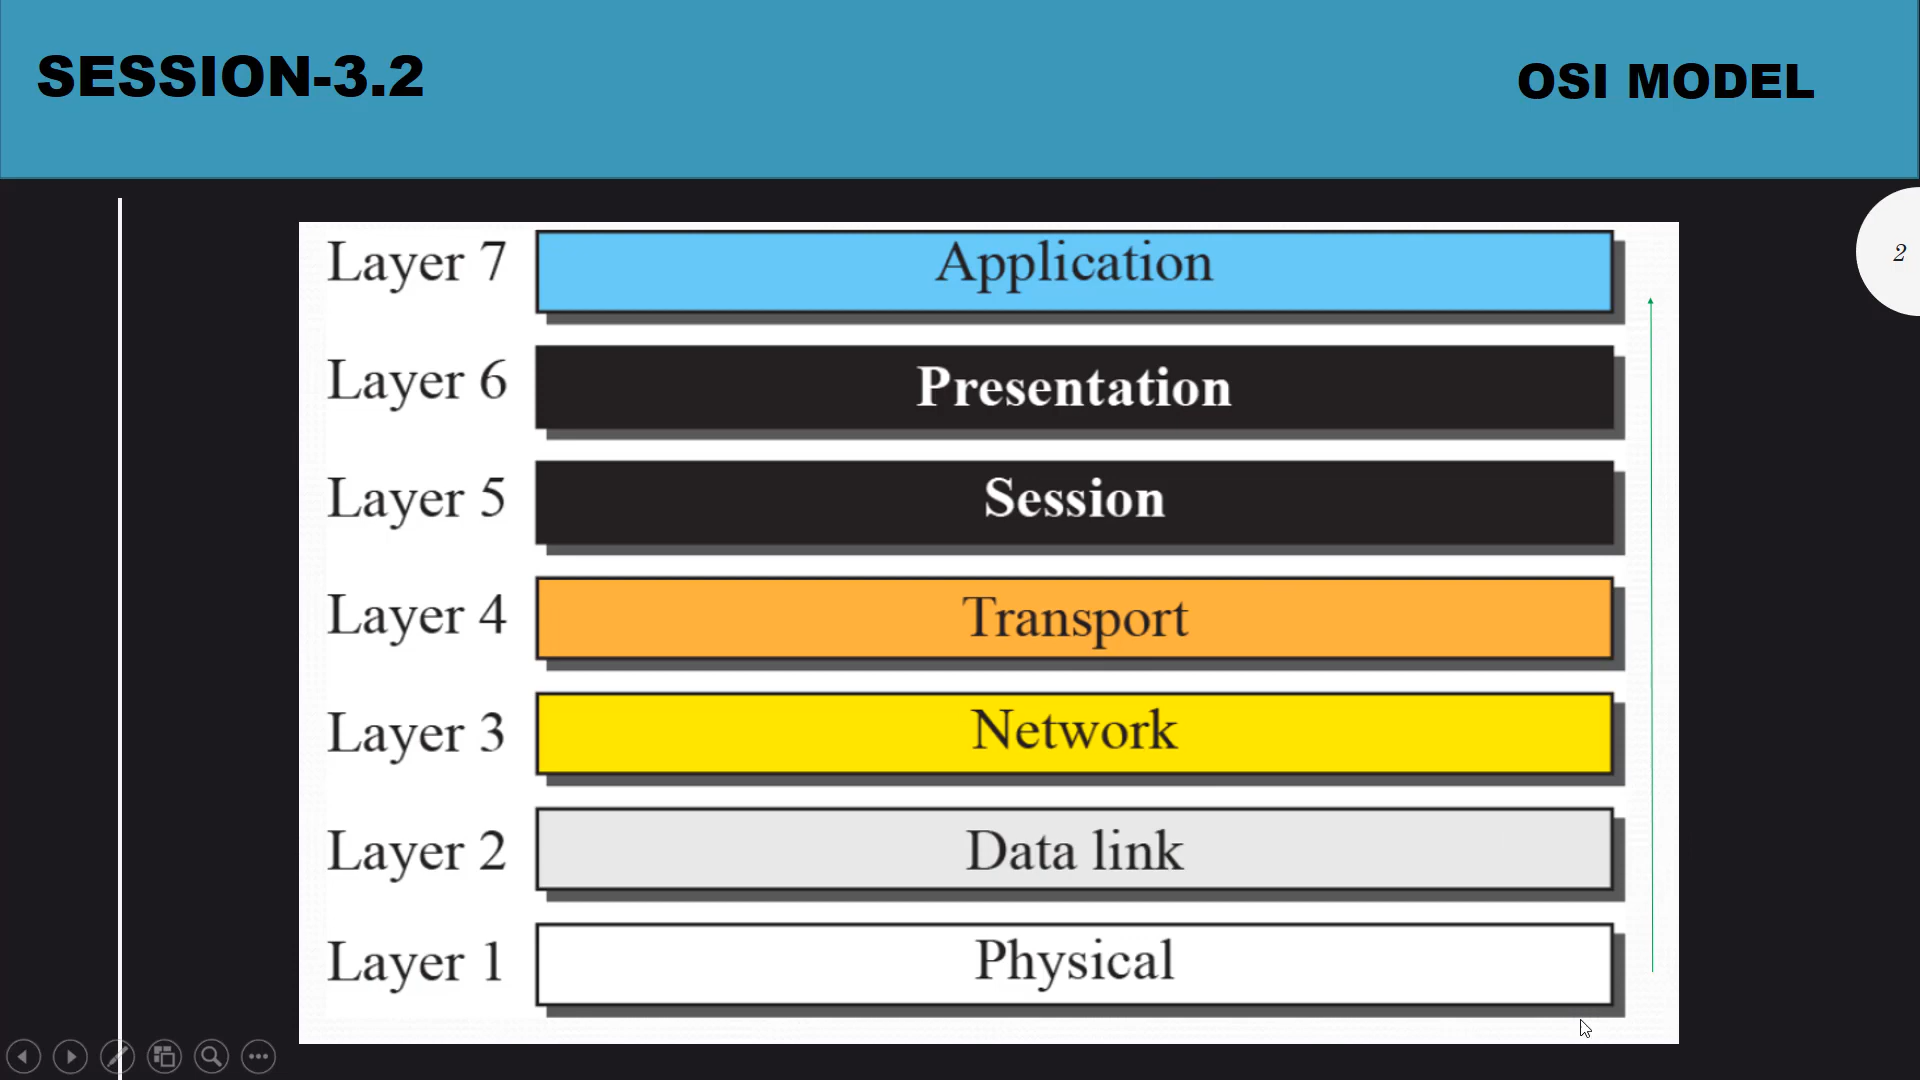 SESSION-3.2
OSI MODEL
2
Layer 7 Application
Layer 6 Presentation
Layer 5 Session
Layer 4 Transport
Layer 3 Network
Layer 2 Data link
Layer 1 Physical